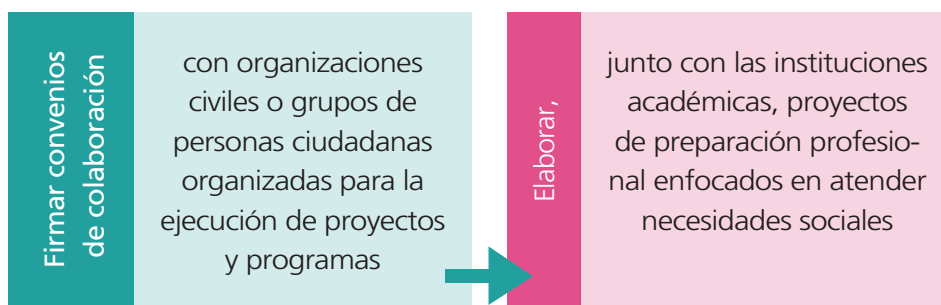 Firmar convenios
de colaboración
con organizaciones
civiles o grupos de
personas ciudadanas
organizadas para la
ejecución de proyectos
y programas
Elaborar,
junto con las instituciones
académicas, proyectos
de preparación profesio-
nal enfocados en atender
necesidades sociales